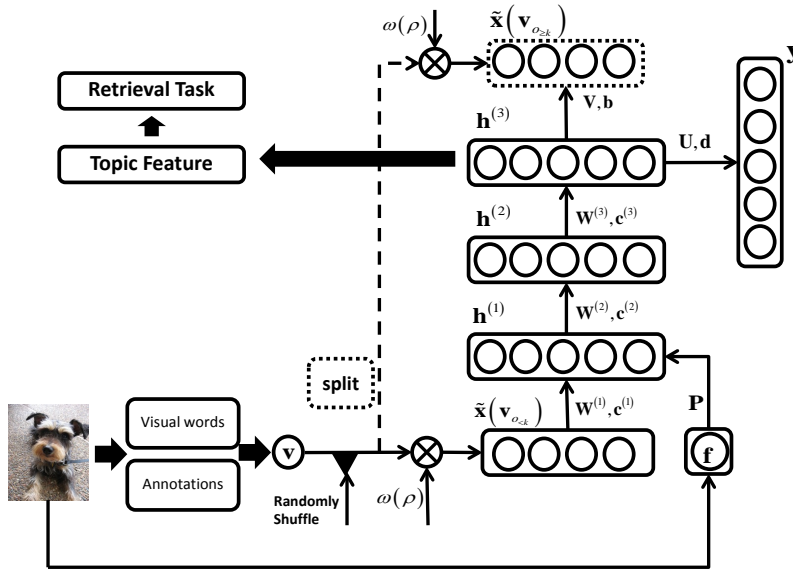 ω(ρ)
x̃(v_{o≥k})
y
Retrieval Task
V, b
h^(3)
U, d
Topic Feature
h^(2)
W^(3), c^(3)
h^(1)
W^(2), c^(2)
split
x̃(v_{o<k})
W^(1), c^(1)
P
Visual words
v
f
Annotations
Randomly
Shuffle
ω(ρ)